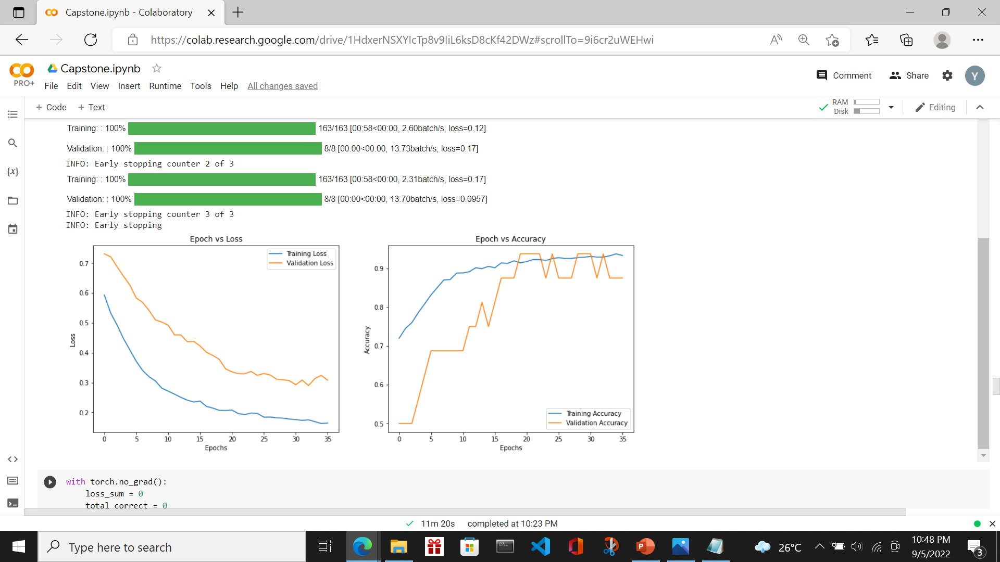 Capstone.ipynb - Colaboratory
https://colab.research.google.com/drive/1HdxerNSXYIcTp8v9IiL6ksD8cKf42DWz#scrollTo=9i6cr2uWEHwi
PRO+
Capstone.ipynb
File Edit View Insert Runtime Tools Help All changes saved
Comment Share Y
+ Code + Text
RAM
Disk
Editing
Training: : 100% 163/163 [00:58<00:00, 2.60batch/s, loss=0.12]
Validation: : 100% 8/8 [00:00<00:00, 13.73batch/s, loss=0.17]
INFO: Early stopping counter 2 of 3
Training: : 100% 163/163 [00:58<00:00, 2.31batch/s, loss=0.17]
Validation: : 100% 8/8 [00:00<00:00, 13.70batch/s, loss=0.0957]
INFO: Early stopping counter 3 of 3
INFO: Early stopping
Epoch vs Loss
Training Loss
Validation Loss
0.7
0.6
0.5
0.4
0.3
0.2
Loss
0 5 10 15 20 25 30 35
Epochs
Epoch vs Accuracy
0.9
0.8
0.7
0.6
0.5
Accuracy
Training Accuracy
Validation Accuracy
0 5 10 15 20 25 30 35
Epochs
{x}
with torch.no_grad():
loss_sum = 0
total_correct = 0
11m 20s completed at 10:23 PM
Type here to search
26°C
10:48 PM
9/5/2022
3